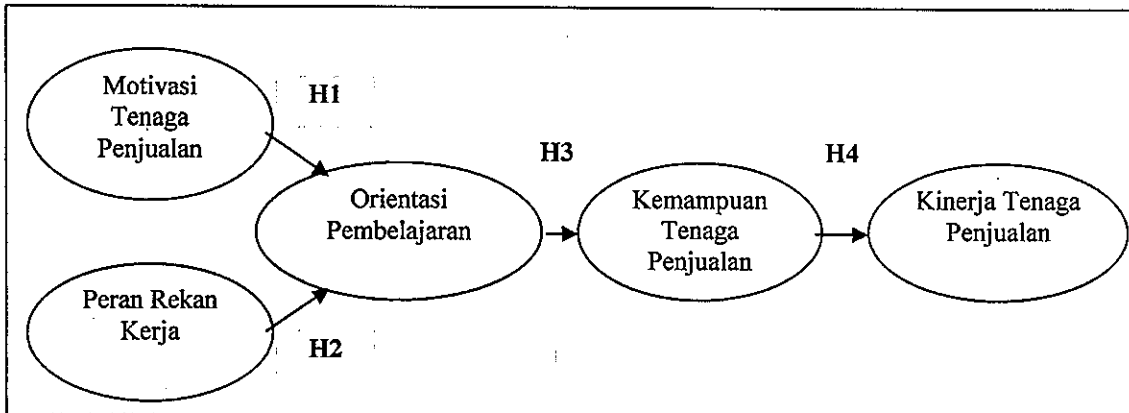 Motivasi
Tenaga
Penjualan
H1
Peran Rekan
Kerja
H2
Orientasi
Pembelajaran
H3
Kemampuan
Tenaga
Penjualan
H4
Kinerja Tenaga
Penjualan